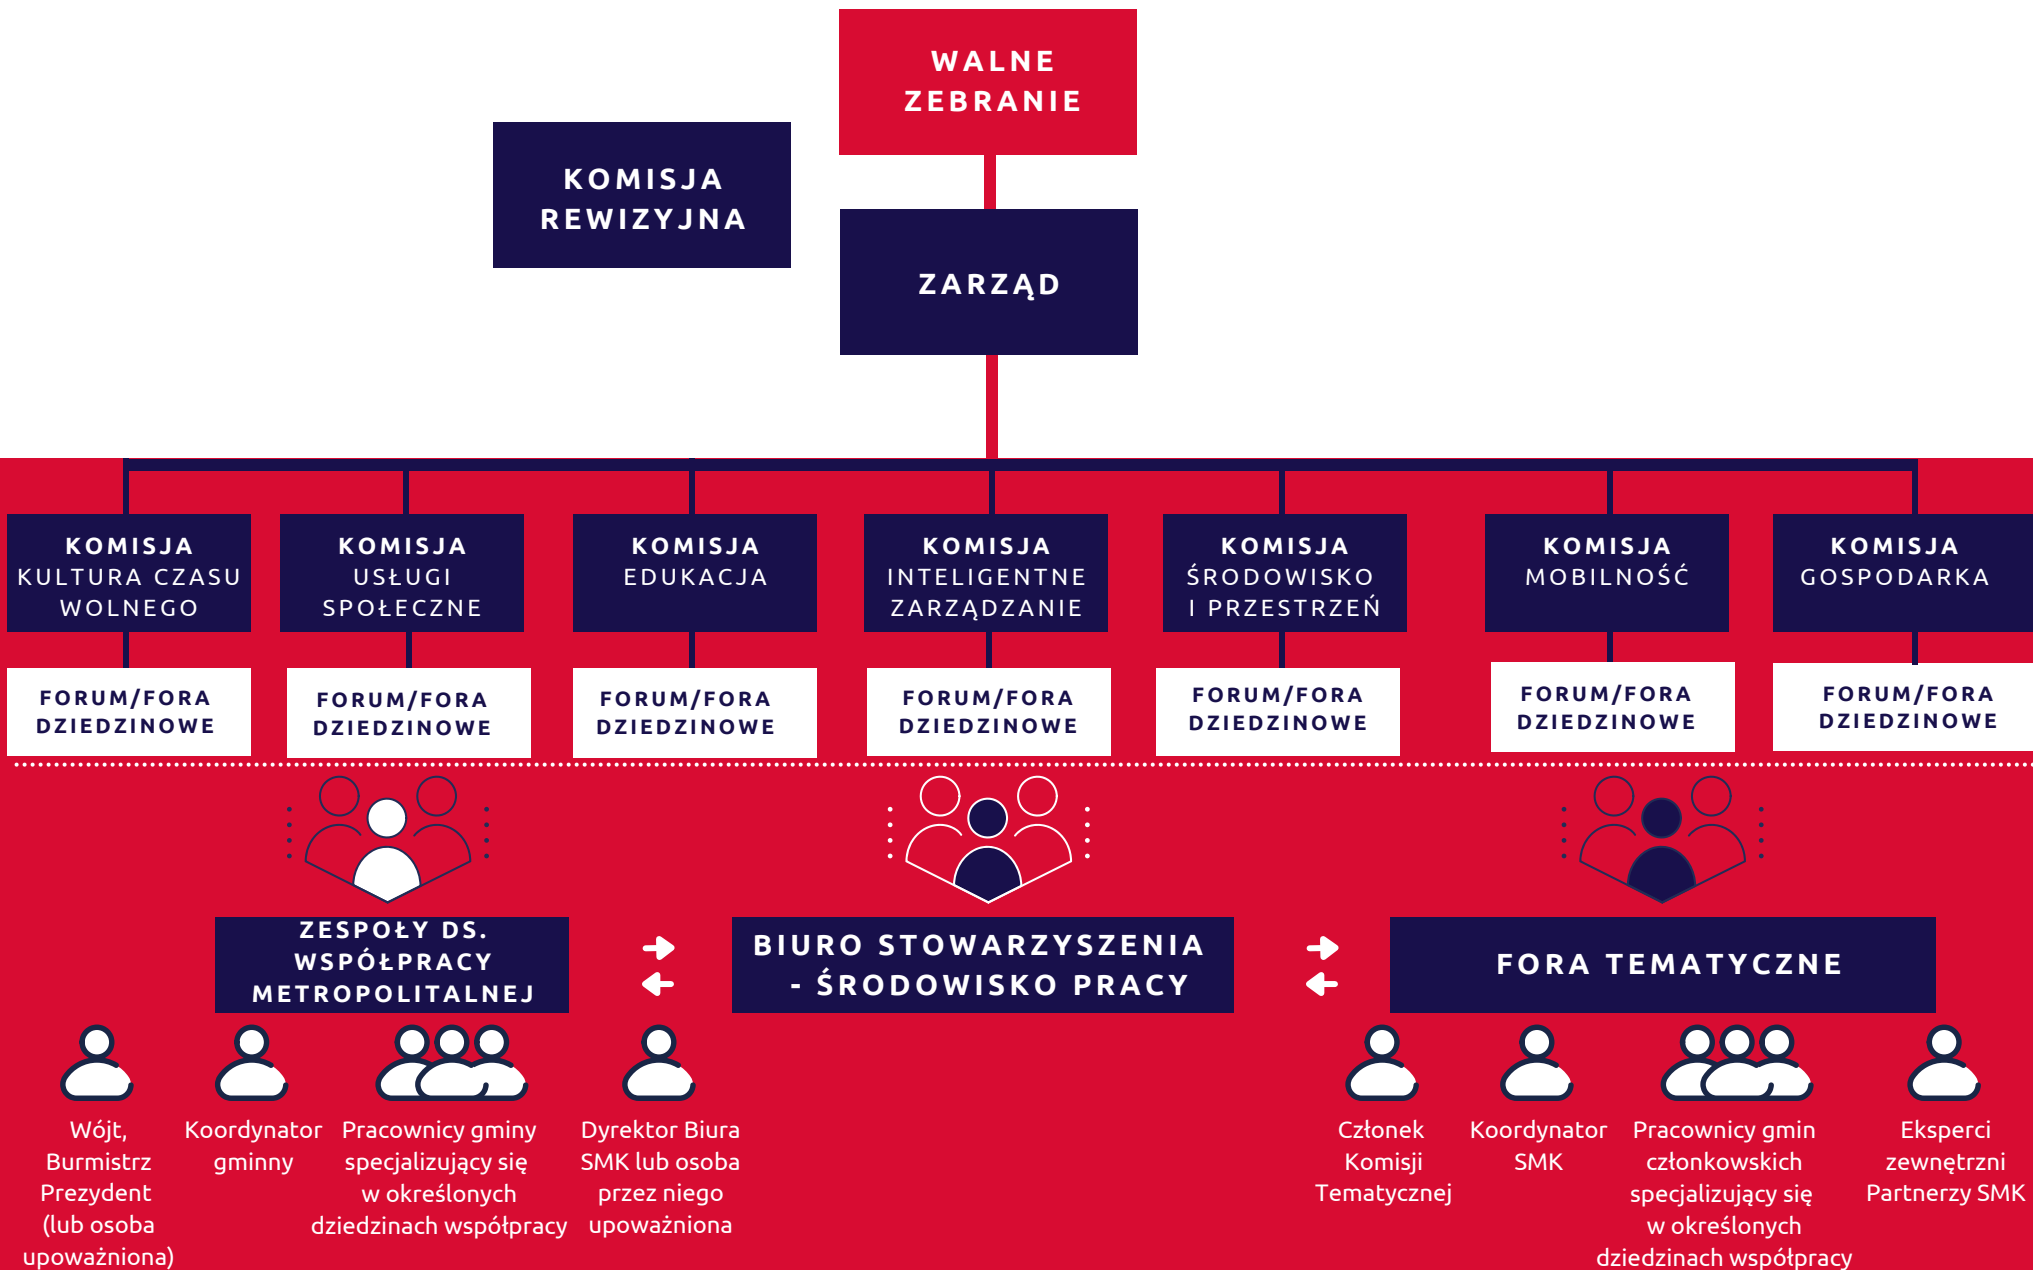 WALNE
ZEBRANIE
KOMISJA
REWIZYJNA
ZARZĄD
KOMISJA
KULTURA CZASU
WOLNEGO
KOMISJA
USŁUGI
SPOŁECZNE
KOMISJA
EDUKACJA
KOMISJA
INTELIGENTNE
ZARZĄDZANIE
KOMISJA
ŚRODOWISKO
I PRZESTRZEŃ
KOMISJA
MOBILNOŚĆ
KOMISJA
GOSPODARKA
FORUM/FORA
DZIEDZINOWE
FORUM/FORA
DZIEDZINOWE
FORUM/FORA
DZIEDZINOWE
FORUM/FORA
DZIEDZINOWE
FORUM/FORA
DZIEDZINOWE
FORUM/FORA
DZIEDZINOWE
FORUM/FORA
DZIEDZINOWE
ZESPOŁY DS.
WSPÓŁPRACY
METROPOLITALNEJ
BIURO STOWARZYSZENIA
- ŚRODOWISKO PRACY
FORA TEMATYCZNE
Wójt,
Burmistrz
Prezydent
(lub osoba
upoważniona)
Koordynator
gminny
Pracownicy gminy
specjalizujący się
w określonych
dziedzinach współpracy
Dyrektor Biura
SMK lub osoba
przez niego
upoważniona
Członek
Komisji
Tematycznej
Koordynator
SMK
Pracownicy gmin
członkowskich
specjalizujący się
w określonych
dziedzinach współpracy
Eksperci
zewnętrzni
Partnerzy SMK